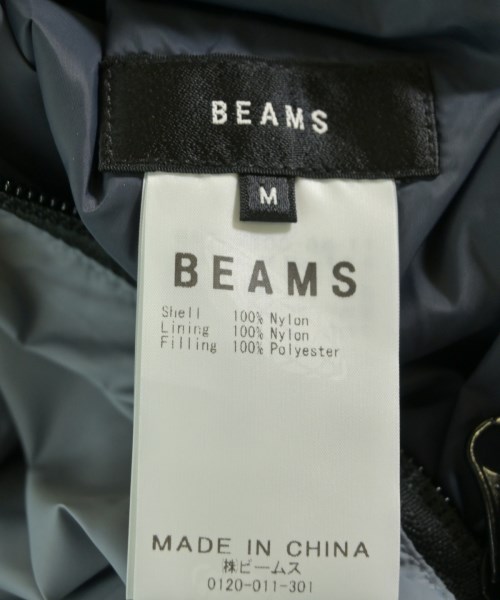 BEAMS
M
BEAMS
Shell 100% Nylon
Lining 100% Nylon
Filling 100% Polyester
MADE IN CHINA
㈱ビームス
0120-011-301